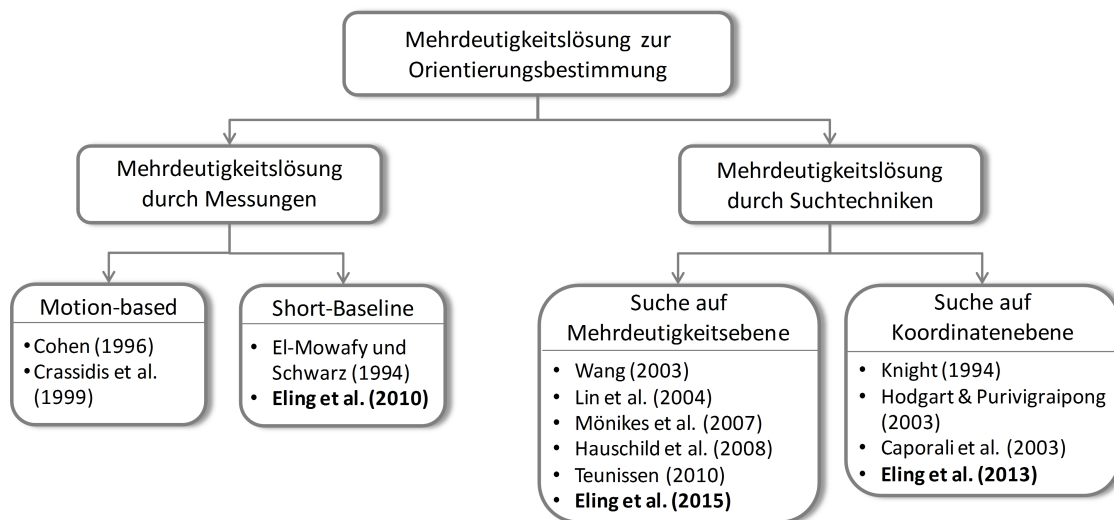 Mehrdeutigkeitslösung zur
Orientierungsbestimmung
Mehrdeutigkeitslösung
durch Messungen
Mehrdeutigkeitslösung
durch Suchtechniken
Motion-based
• Cohen (1996)
• Crassidis et al.
(1999)
Short-Baseline
• El-Mowafy und
Schwarz (1994)
• Eling et al. (2010)
Suche auf
Mehrdeutigkeitsebene
• Wang (2003)
• Lin et al. (2004)
• Mönikes et al. (2007)
• Hauschild et al. (2008)
• Teunissen (2010)
• Eling et al. (2015)
Suche auf
Koordinatenebene
• Knight (1994)
• Hodgart & Purivigraipong
(2003)
• Caporali et al. (2003)
• Eling et al. (2013)